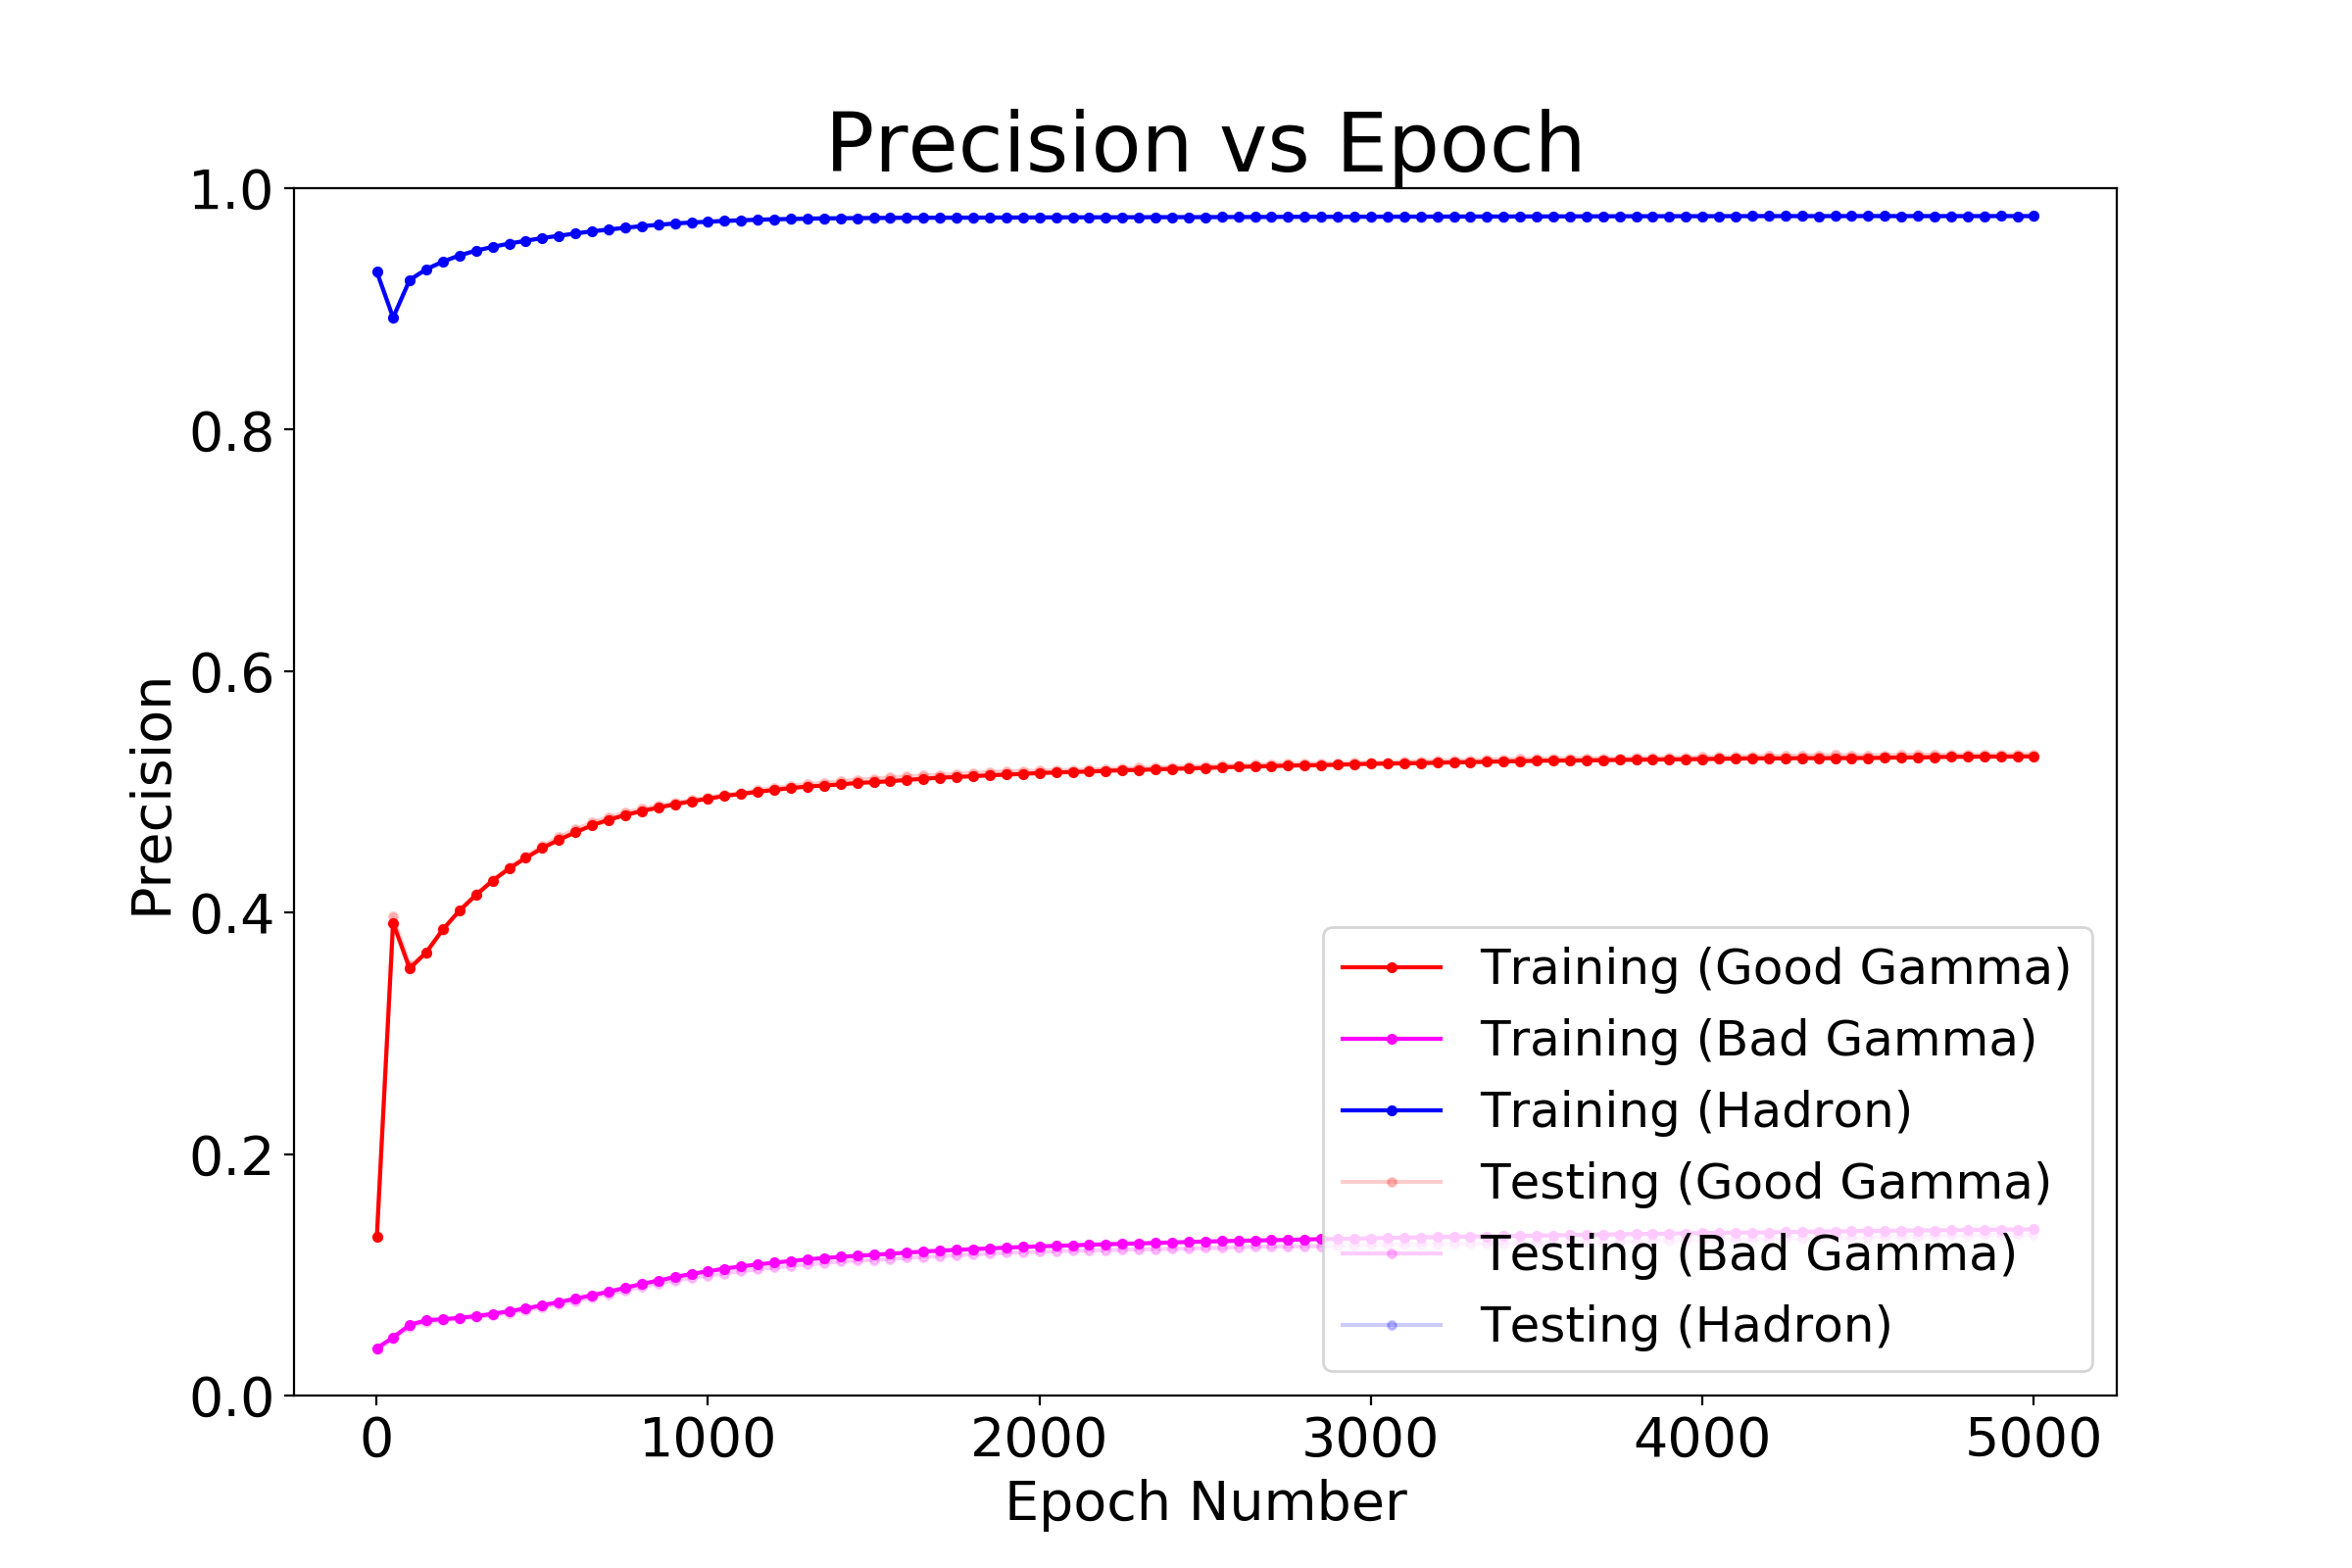 Precision vs Epoch
1.0
0.8
0.6
0.4
0.2
0.0
Precision
Training (Good Gamma)
Training (Bad Gamma)
Training (Hadron)
Testing (Good Gamma)
Testing (Bad Gamma)
Testing (Hadron)
0 1000 2000 3000 4000 5000
Epoch Number